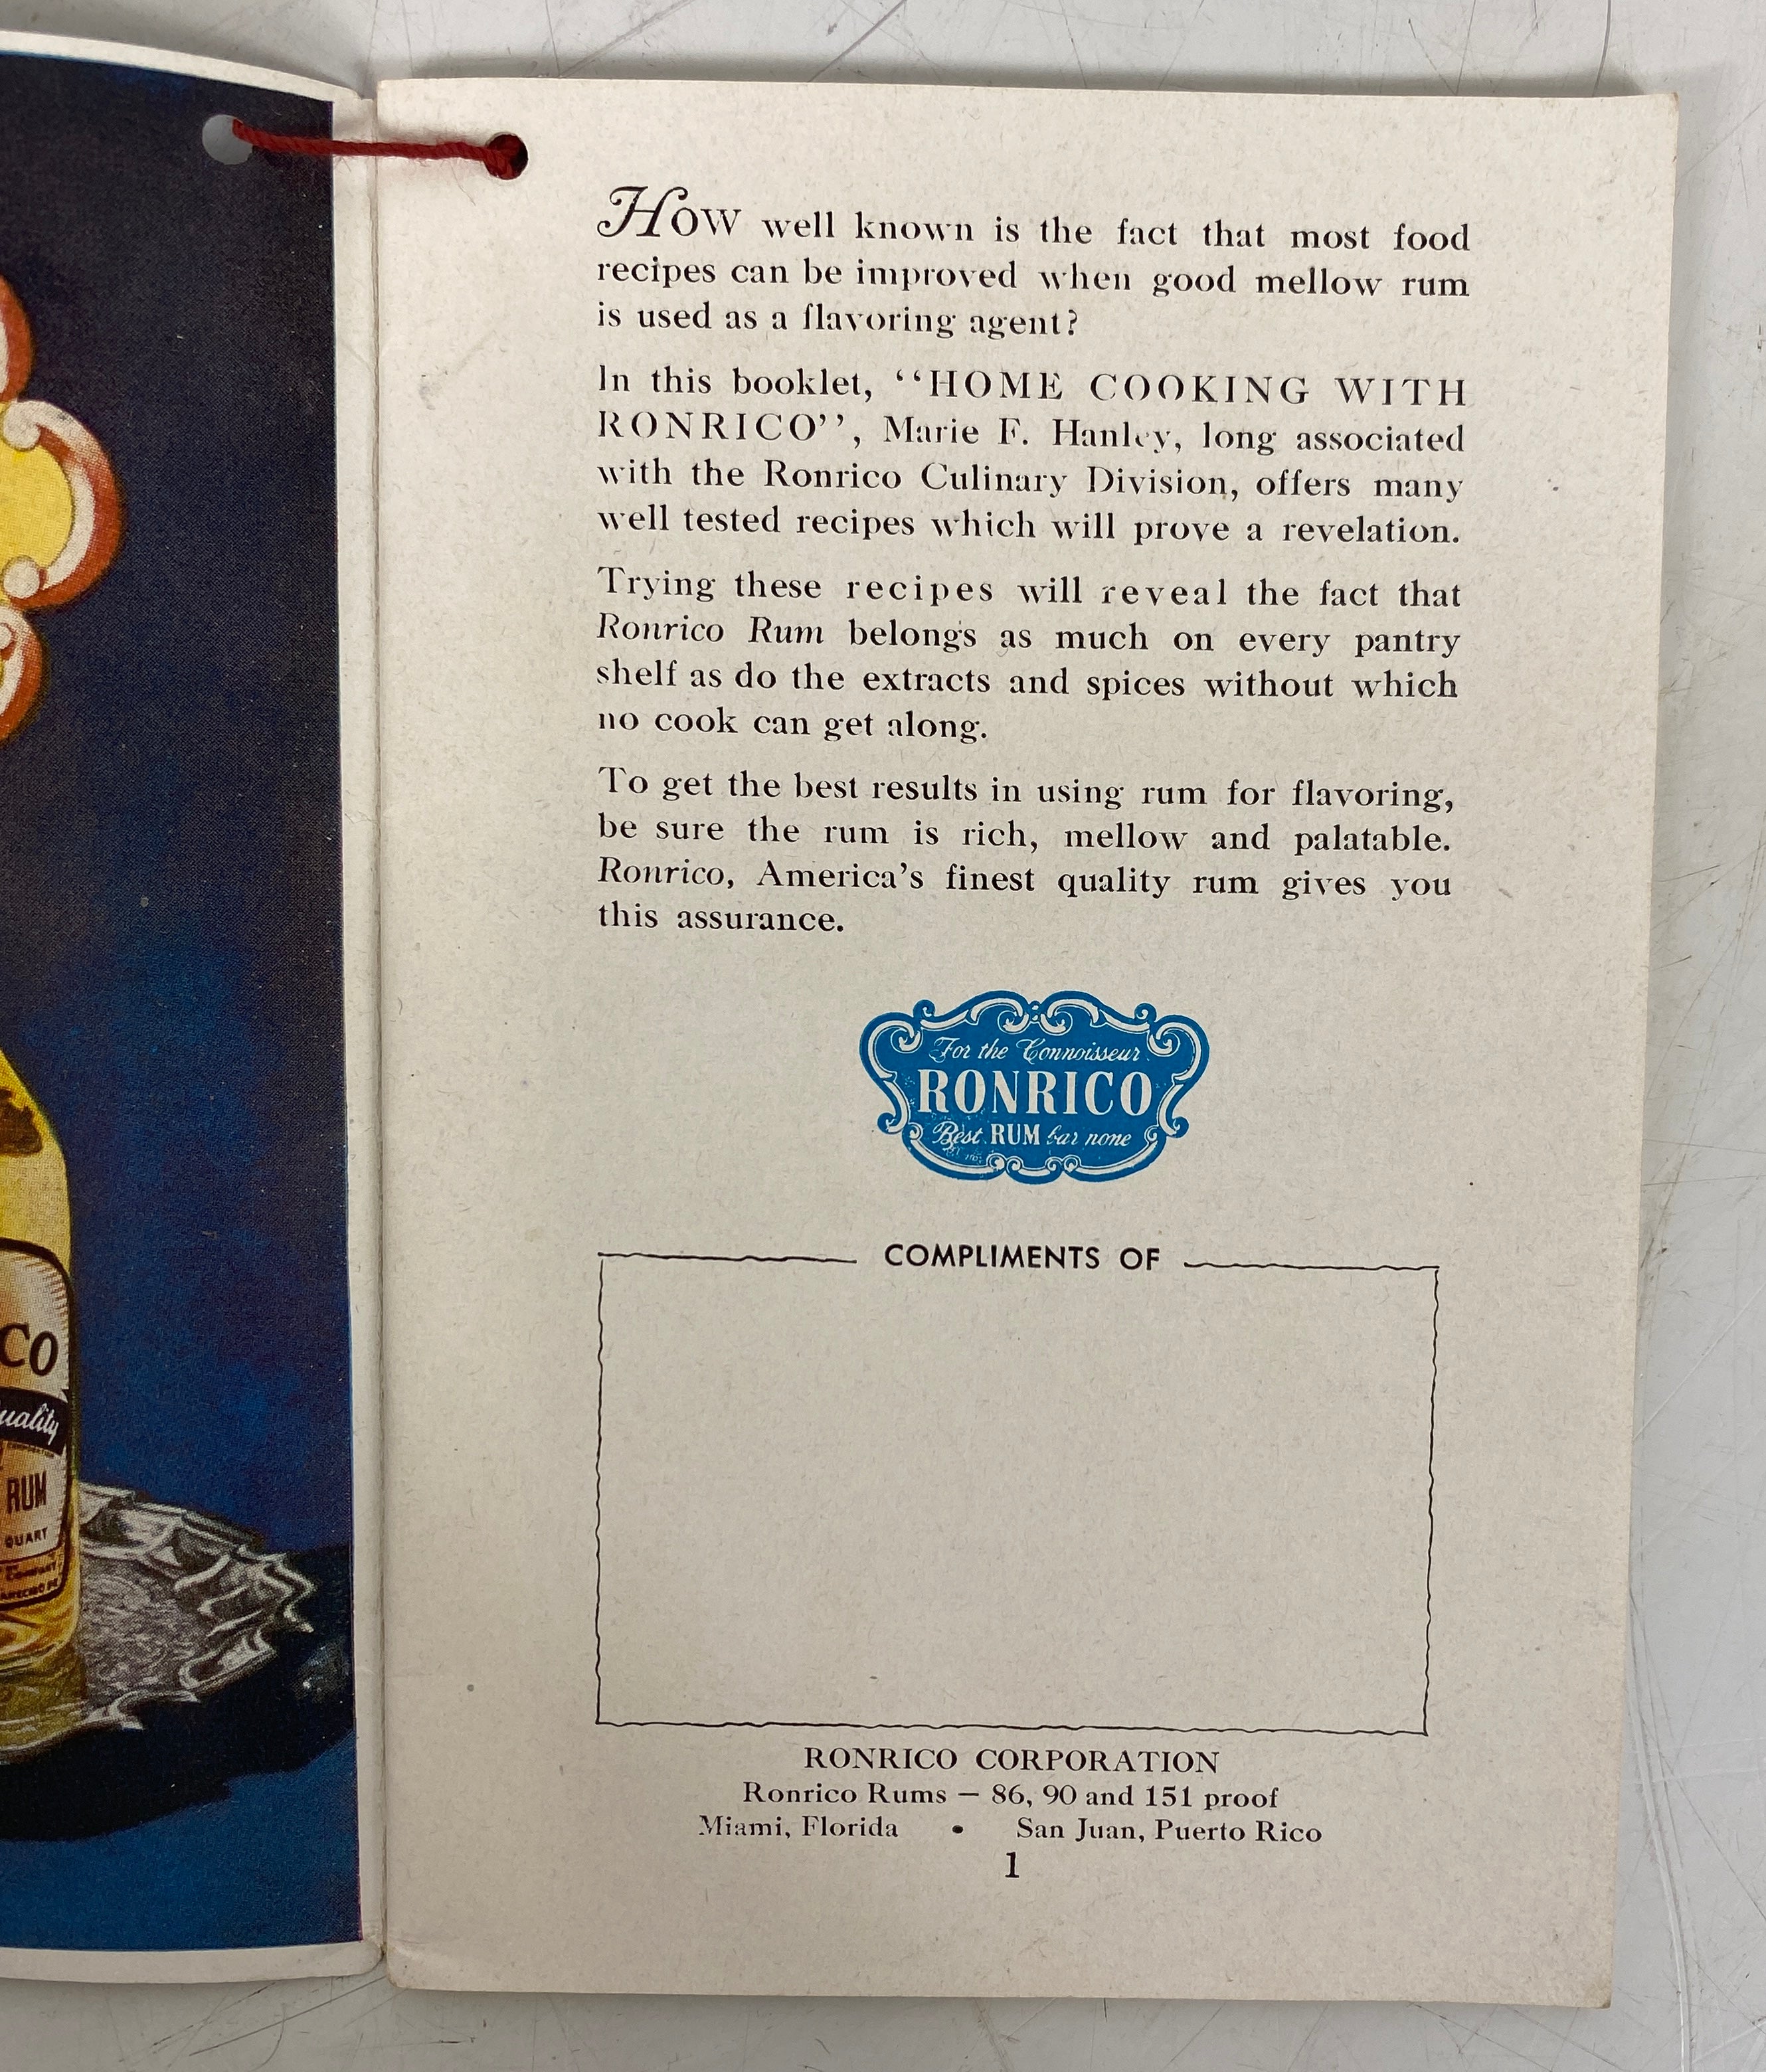 CO
uality
RUM
QUART
How well known is the fact that most food
recipes can be improved when good mellow rum
is used as a flavoring agent?
In this booklet, “HOME COOKING WITH
RONRICO”, Marie F. Hanley, long associated
with the Ronrico Culinary Division, offers many
well tested recipes which will prove a revelation.
Trying these recipes will reveal the fact that
Ronrico Rum belongs as much on every pantry
shelf as do the extracts and spices without which
no cook can get along.
To get the best results in using rum for flavoring,
be sure the rum is rich, mellow and palatable.
Ronrico, America’s finest quality rum gives you
this assurance.
For the Connoisseur
RONRICO
Best RUM bar none
COMPLIMENTS OF
RONRICO CORPORATION
Ronrico Rums — 86, 90 and 151 proof
Miami, Florida • San Juan, Puerto Rico
1